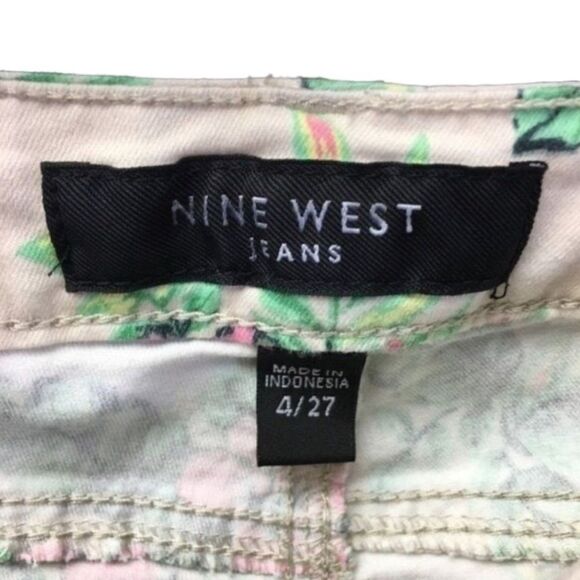 NINE WEST
JEANS
MADE IN
INDONESIA
4/27